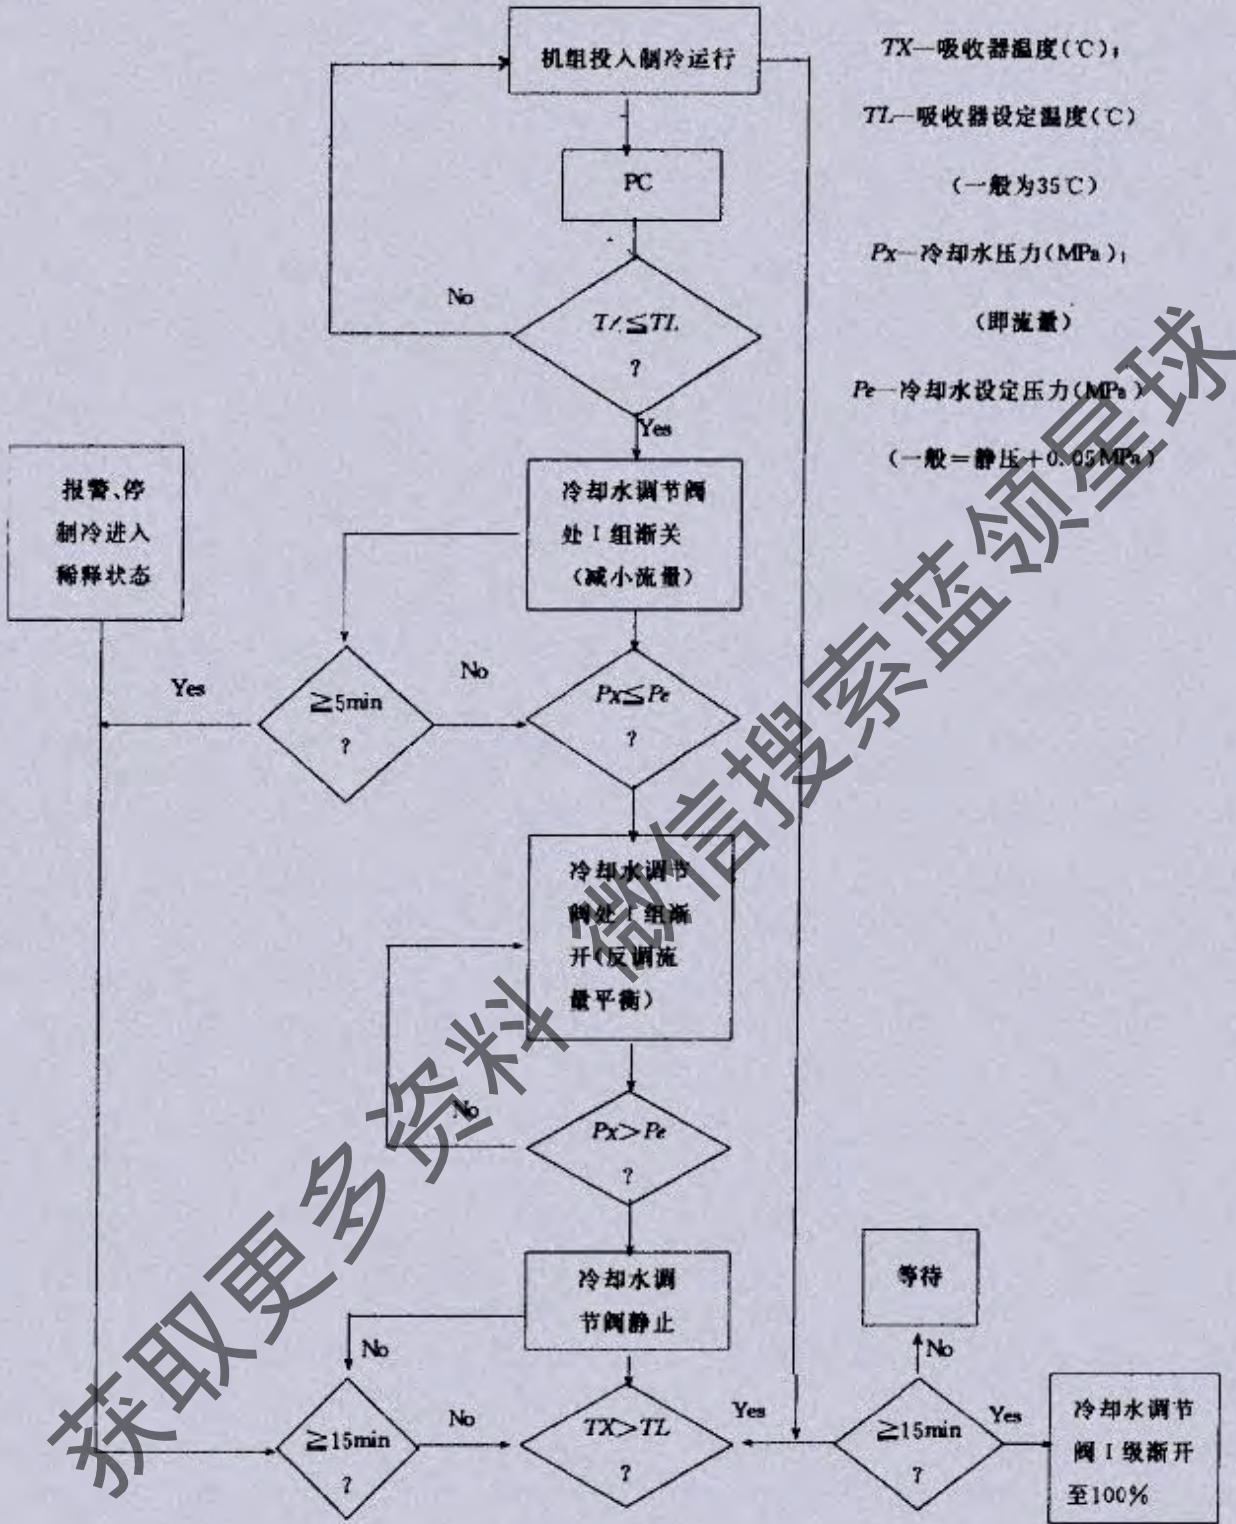 机组投入制冷运行
PC
No
≦TL
?
Yes
TX—吸收器温度(℃);
TL—吸收器设定温度(℃)
(一般为35℃)
Px—冷却水压力(MPa);
(即流量)
Pe—冷却水设定压力(MPa)
(一般=静压+0.05MPa)
报警、停
制冷进入
稀释状态
冷却水调节阀
处Ⅰ组渐关
(减小流量)
Yes
≧5min
?
No
Px≦Pe
?
冷却水调节
阀处Ⅰ组渐
开(反调流
量平衡)
No
Px>Pe
?
冷却水调
节阀静止
等待
No
No
≧15min
?
No
TX>TL
?
Yes
≧15min
?
Yes
冷却水调节
阀Ⅰ级渐开
至100%
获取更多资料 微信搜索蓝领星球